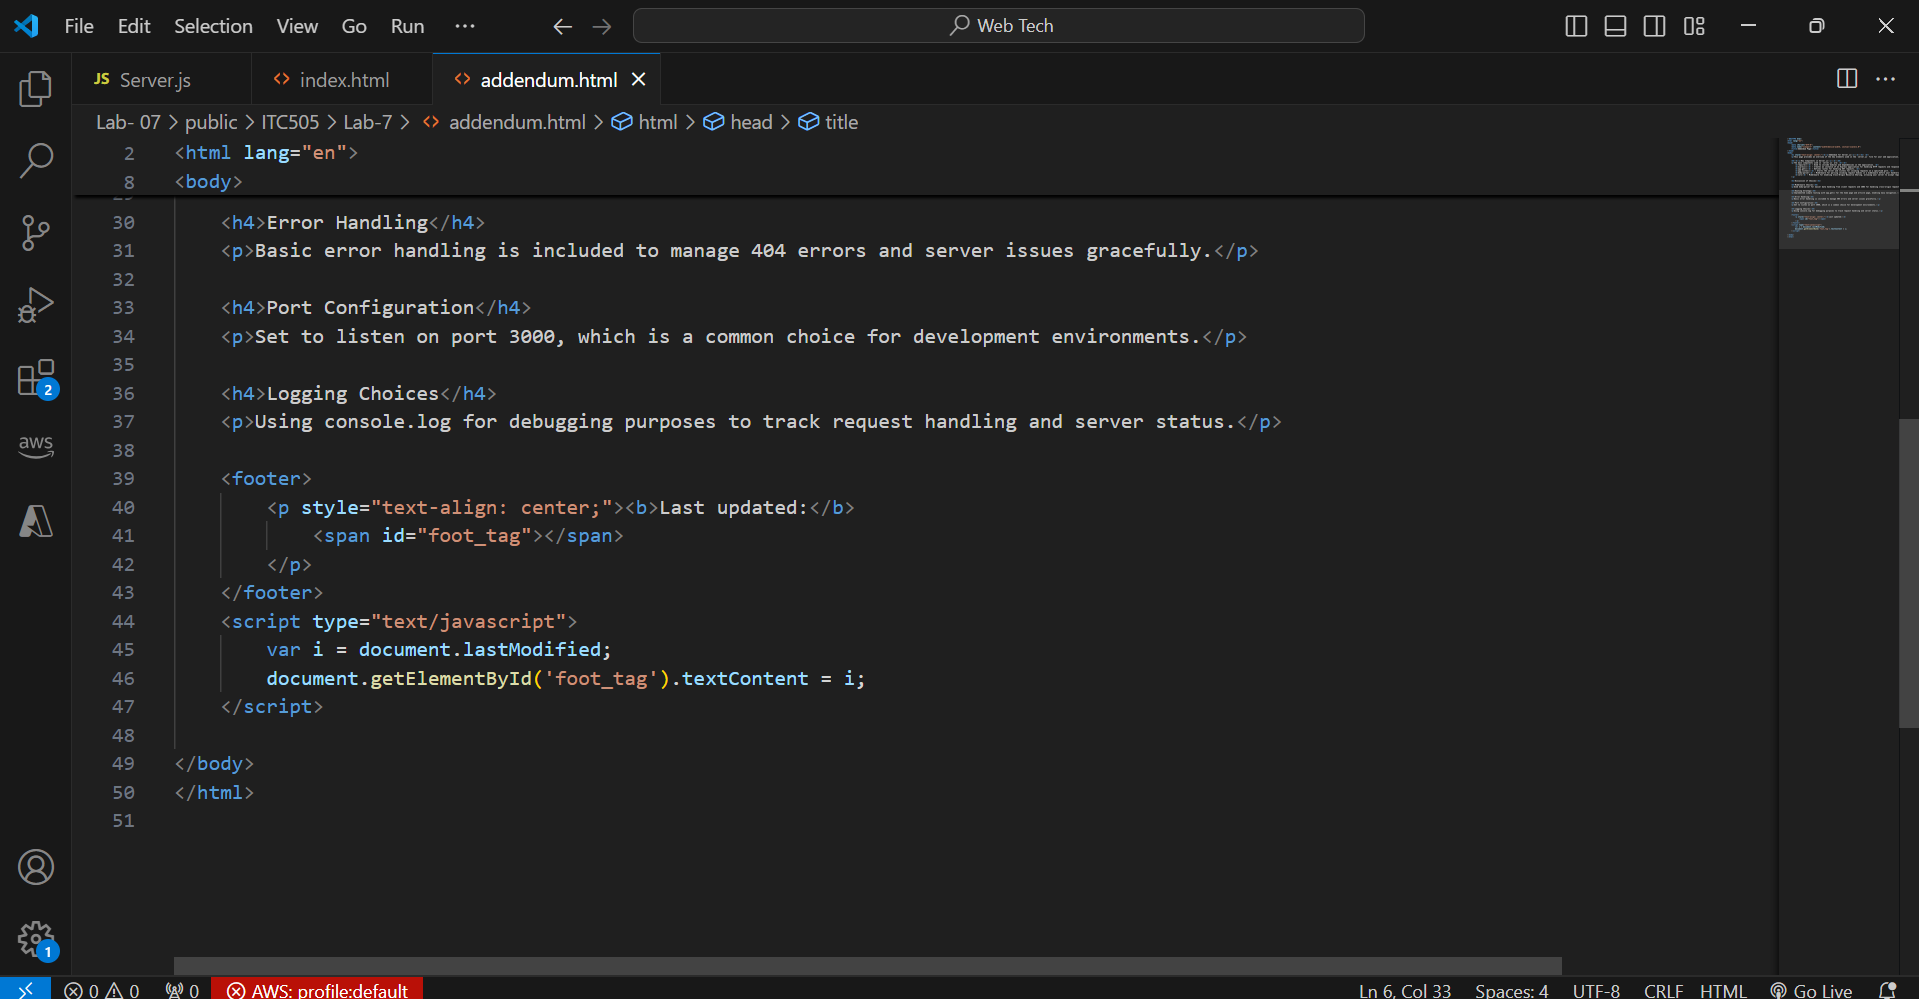 File Edit Selection View Go Run ··· Web Tech
JS Server.js <> index.html <> addendum.html
Lab- 07 > public > ITC505 > Lab-7 > <> addendum.html > html > head > title
2 <html lang="en">
8 <body>
30 <h4>Error Handling</h4>
31 <p>Basic error handling is included to manage 404 errors and server issues gracefully.</p>
32
33 <h4>Port Configuration</h4>
34 <p>Set to listen on port 3000, which is a common choice for development environments.</p>
35
36 <h4>Logging Choices</h4>
37 <p>Using console.log for debugging purposes to track request handling and server status.</p>
38
39 <footer>
40 <p style="text-align: center;"><b>Last updated:</b>
41 <span id="foot_tag"></span>
42 </p>
43 </footer>
44 <script type="text/javascript">
45 var i = document.lastModified;
46 document.getElementById('foot_tag').textContent = i;
47 </script>
48
49 </body>
50 </html>
51
2
aws
1
0 0 0 AWS: profile:default Ln 6, Col 33 Spaces: 4 UTF-8 CRLF HTML Go Live